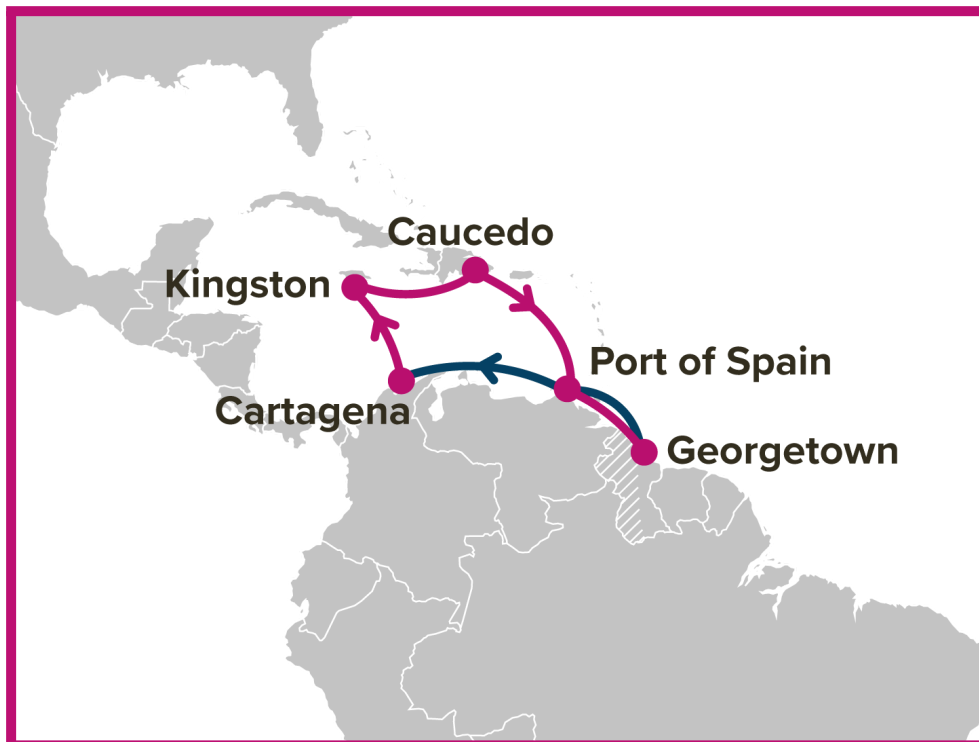 Caucedo
Kingston
Port of Spain
Cartagena
Georgetown